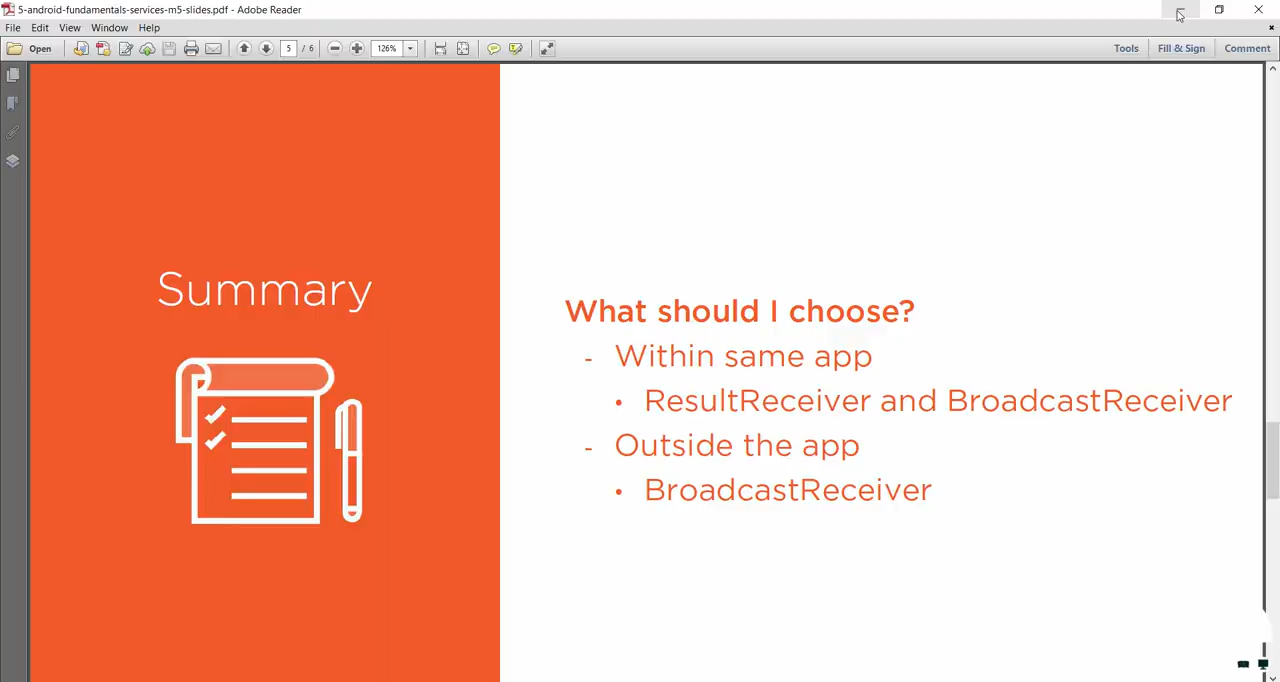 5-android-fundamentals-services-m5-slides.pdf - Adobe Reader
File Edit View Window Help
Open 5 / 6 126% Tools Fill & Sign Comment
Summary
What should I choose?
- Within same app
• ResultReceiver and BroadcastReceiver
- Outside the app
• BroadcastReceiver